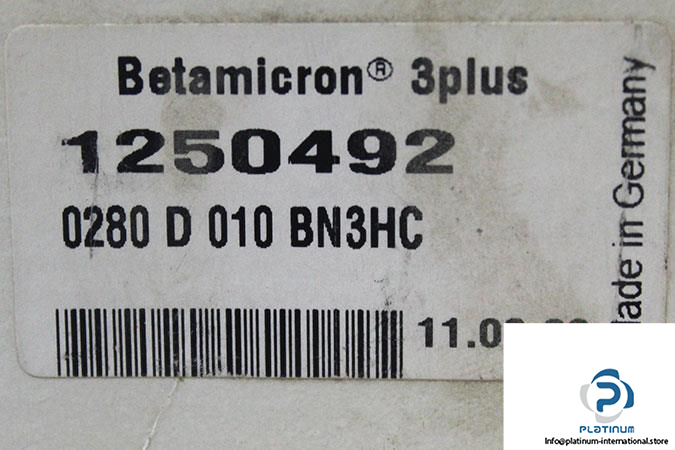 Betamicron® 3plus
1250492
0280 D 010 BN3HC
Made in Germany
PLATINUM
Info@platinum-international.store